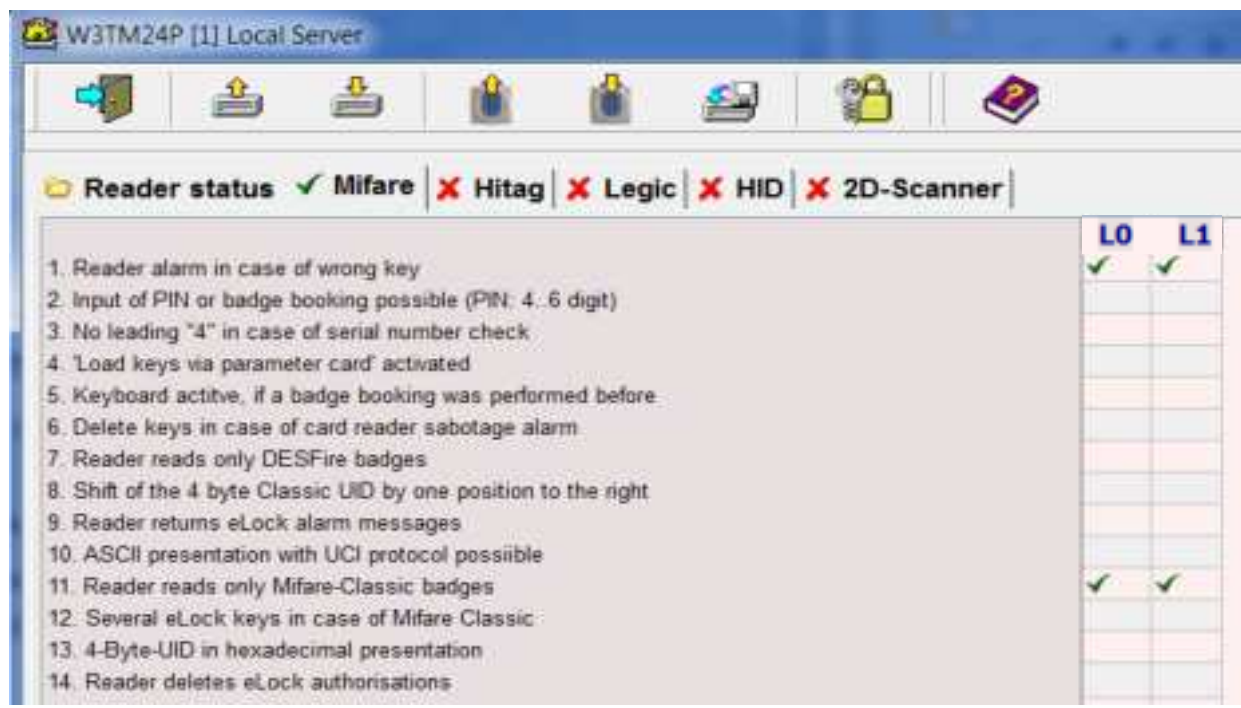 W3TM24P [1] Local Server
Reader status Mifare Hitag Legic HID 2D-Scanner
L0 L1
1. Reader alarm in case of wrong key
2. Input of PIN or badge booking possible (PIN: 4..6 digit)
3. No leading "4" in case of serial number check
4. 'Load keys via parameter card' activated
5. Keyboard actitve, if a badge booking was performed before
6. Delete keys in case of card reader sabotage alarm
7. Reader reads only DESFire badges
8. Shift of the 4 byte Classic UID by one position to the right
9. Reader returns eLock alarm messages
10. ASCII presentation with UCI protocol possiible
11. Reader reads only Mifare-Classic badges
12. Several eLock keys in case of Mifare Classic
13. 4-Byte-UID in hexadecimal presentation
14. Reader deletes eLock authorisations